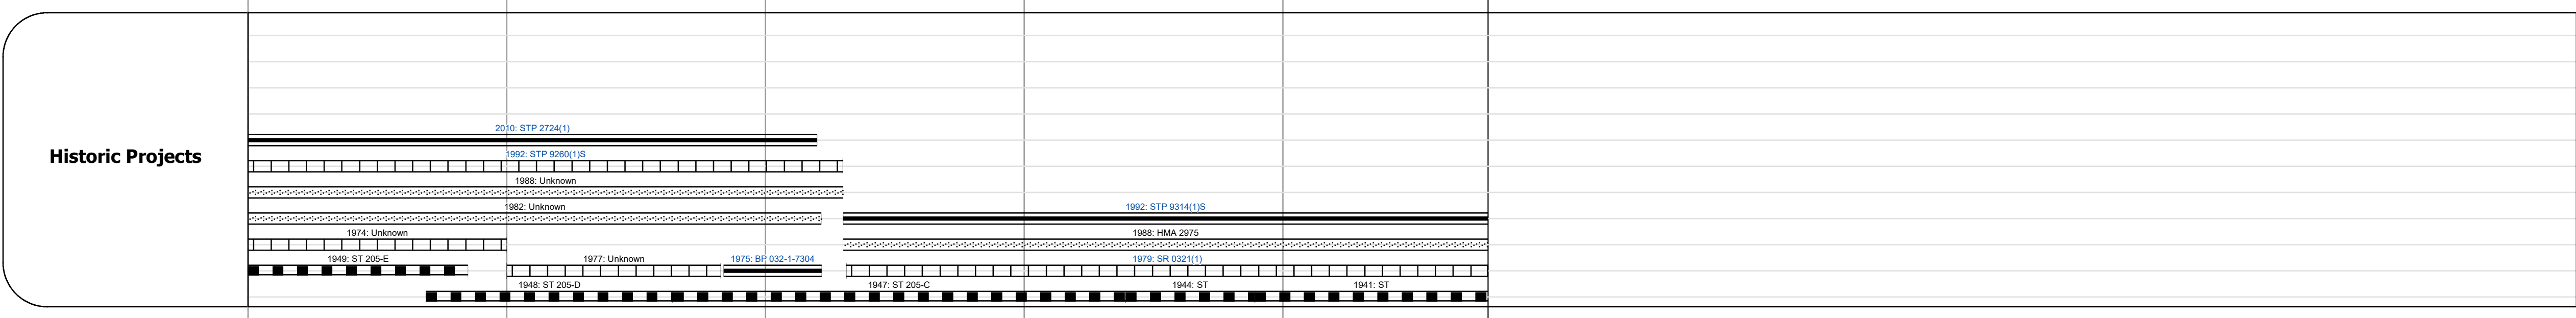 2010: STP 2724(1)
1992: STP 9260(1)S
Historic Projects
1988: Unknown
1982: Unknown
1992: STP 9314(1)S
1974: Unknown
1988: HMA 2975
1949: ST 205-E
1977: Unknown
1975: BP 032-1-7304
1979: SR 0321(1)
1948: ST 205-D
1947: ST 205-C
1944: ST
1941: ST